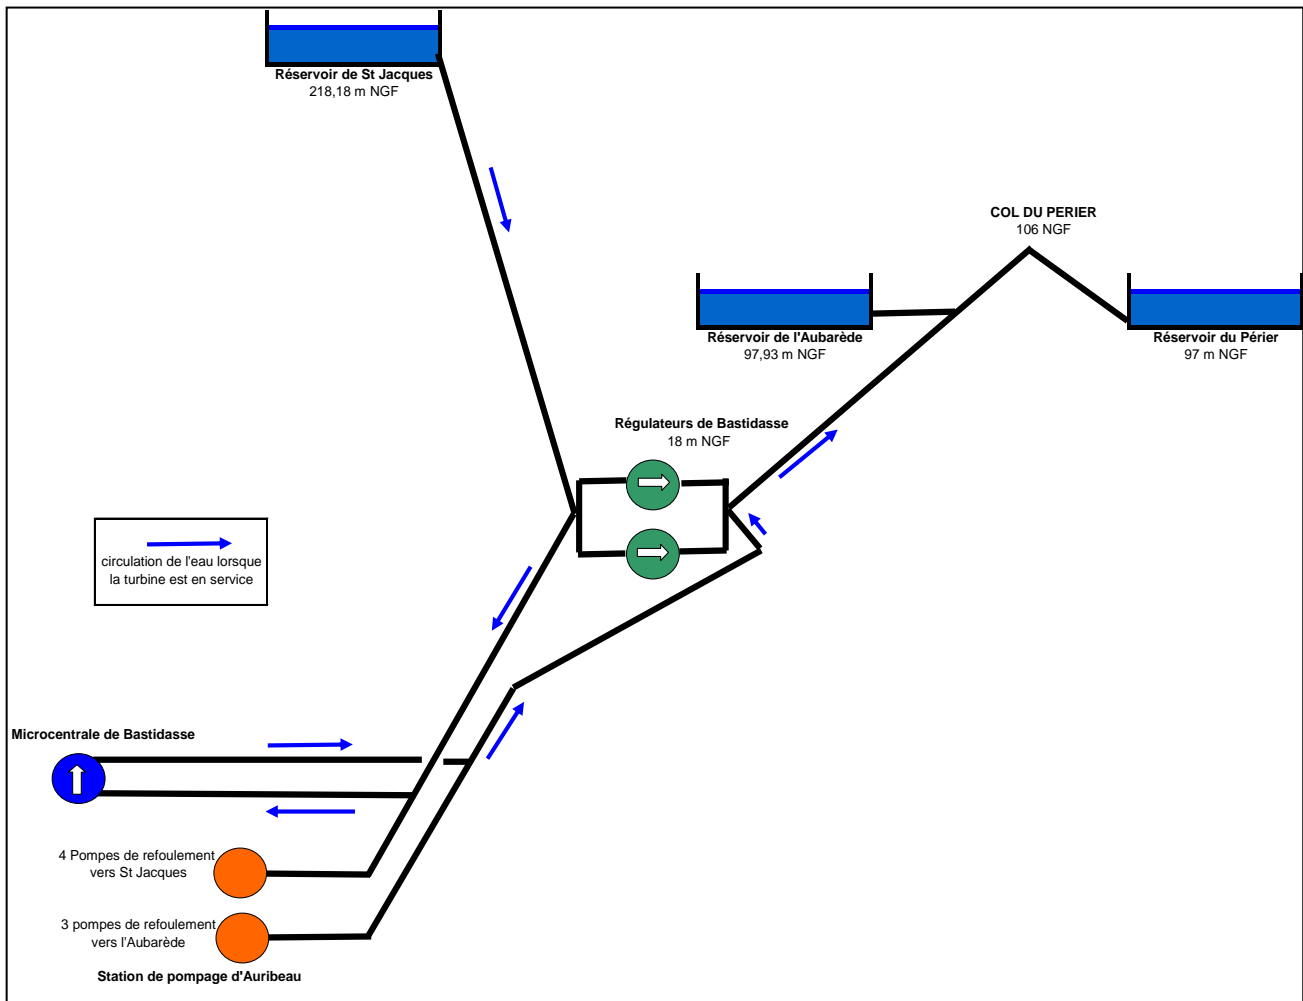 Réservoir de St Jacques
218,18 m NGF
COL DU PERIER
106 NGF
Réservoir de l'Aubarède
97,93 m NGF
Réservoir du Périer
97 m NGF
Régulateurs de Bastidasse
18 m NGF
circulation de l'eau lorsque
la turbine est en service
Microcentrale de Bastidasse
4 Pompes de refoulement
vers St Jacques
3 pompes de refoulement
vers l'Aubarède
Station de pompage d'Auribeau